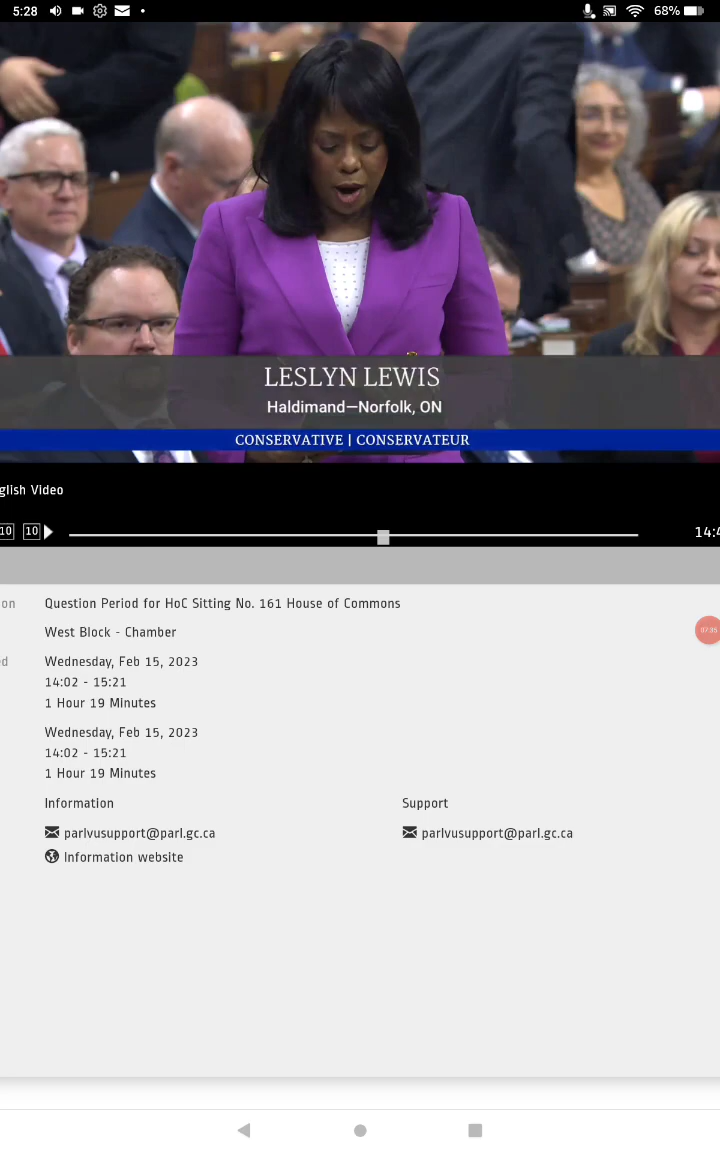 5:28
68%
LESLYN LEWIS
Haldimand—Norfolk, ON
CONSERVATIVE | CONSERVATEUR
glish Video
10 10
14:4
on Question Period for HoC Sitting No. 161 House of Commons
West Block - Chamber
ed Wednesday, Feb 15, 2023
14:02 - 15:21
1 Hour 19 Minutes
Wednesday, Feb 15, 2023
14:02 - 15:21
1 Hour 19 Minutes
Information Support
parlvusupport@parl.gc.ca parlvusupport@parl.gc.ca
Information website